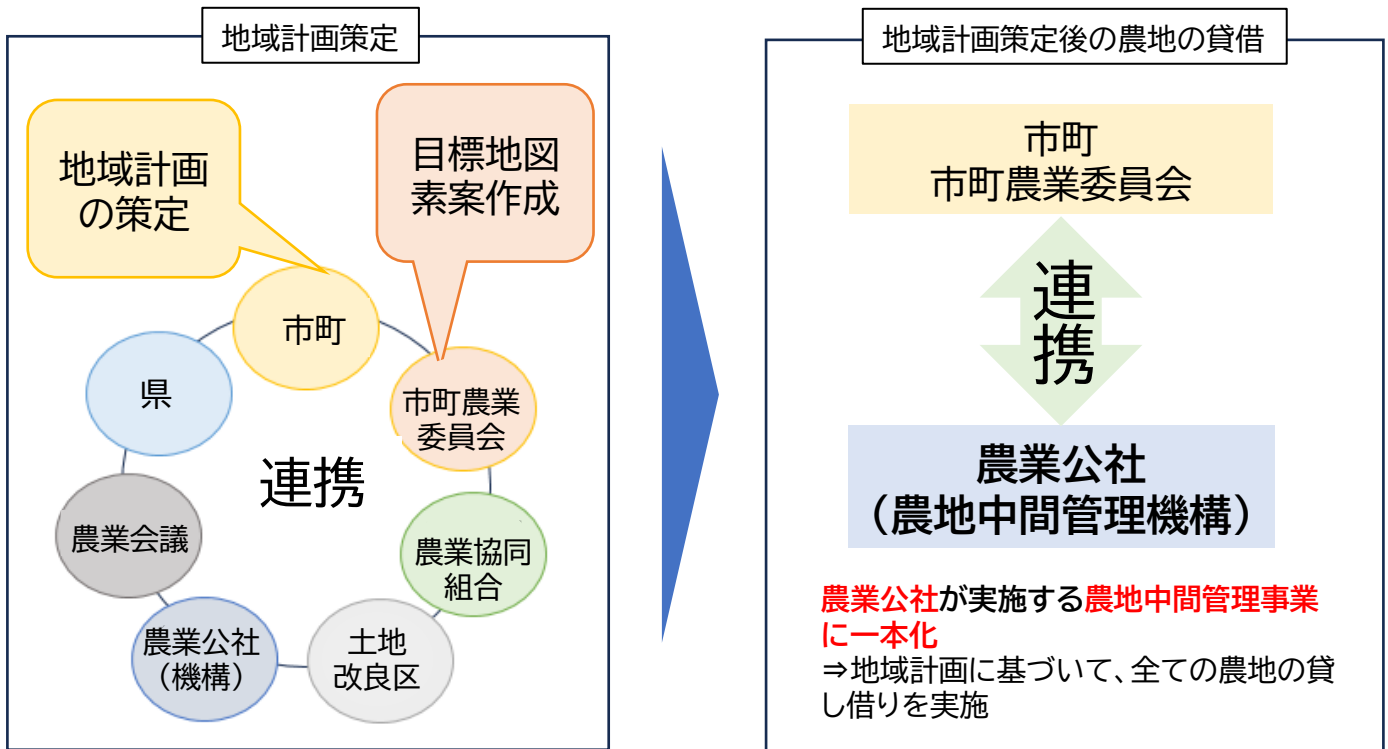 地域計画策定
地域計画
の策定
目標地図
素案作成
市町
県
市町農業
委員会
連携
農業会議
農業協同
組合
農業公社
（機構）
土地
改良区
地域計画策定後の農地の貸借
市町
市町農業委員会
連
携
農業公社
（農地中間管理機構）
農業公社が実施する農地中間管理事業
に一本化
⇒地域計画に基づいて、全ての農地の貸
し借りを実施